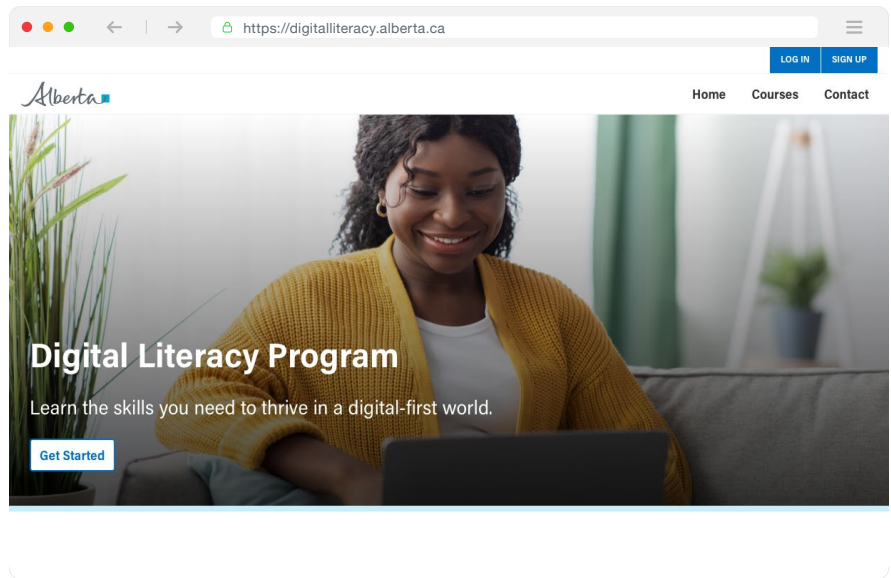 https://digitalliteracy.alberta.ca
LOG IN SIGN UP
Alberta
Home Courses Contact
Digital Literacy Program
Learn the skills you need to thrive in a digital-first world.
Get Started